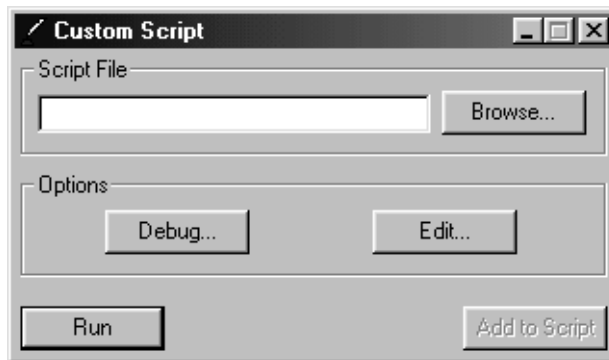 Custom Script
Script File
Browse...
Options
Debug...
Edit...
Run
Add to Script